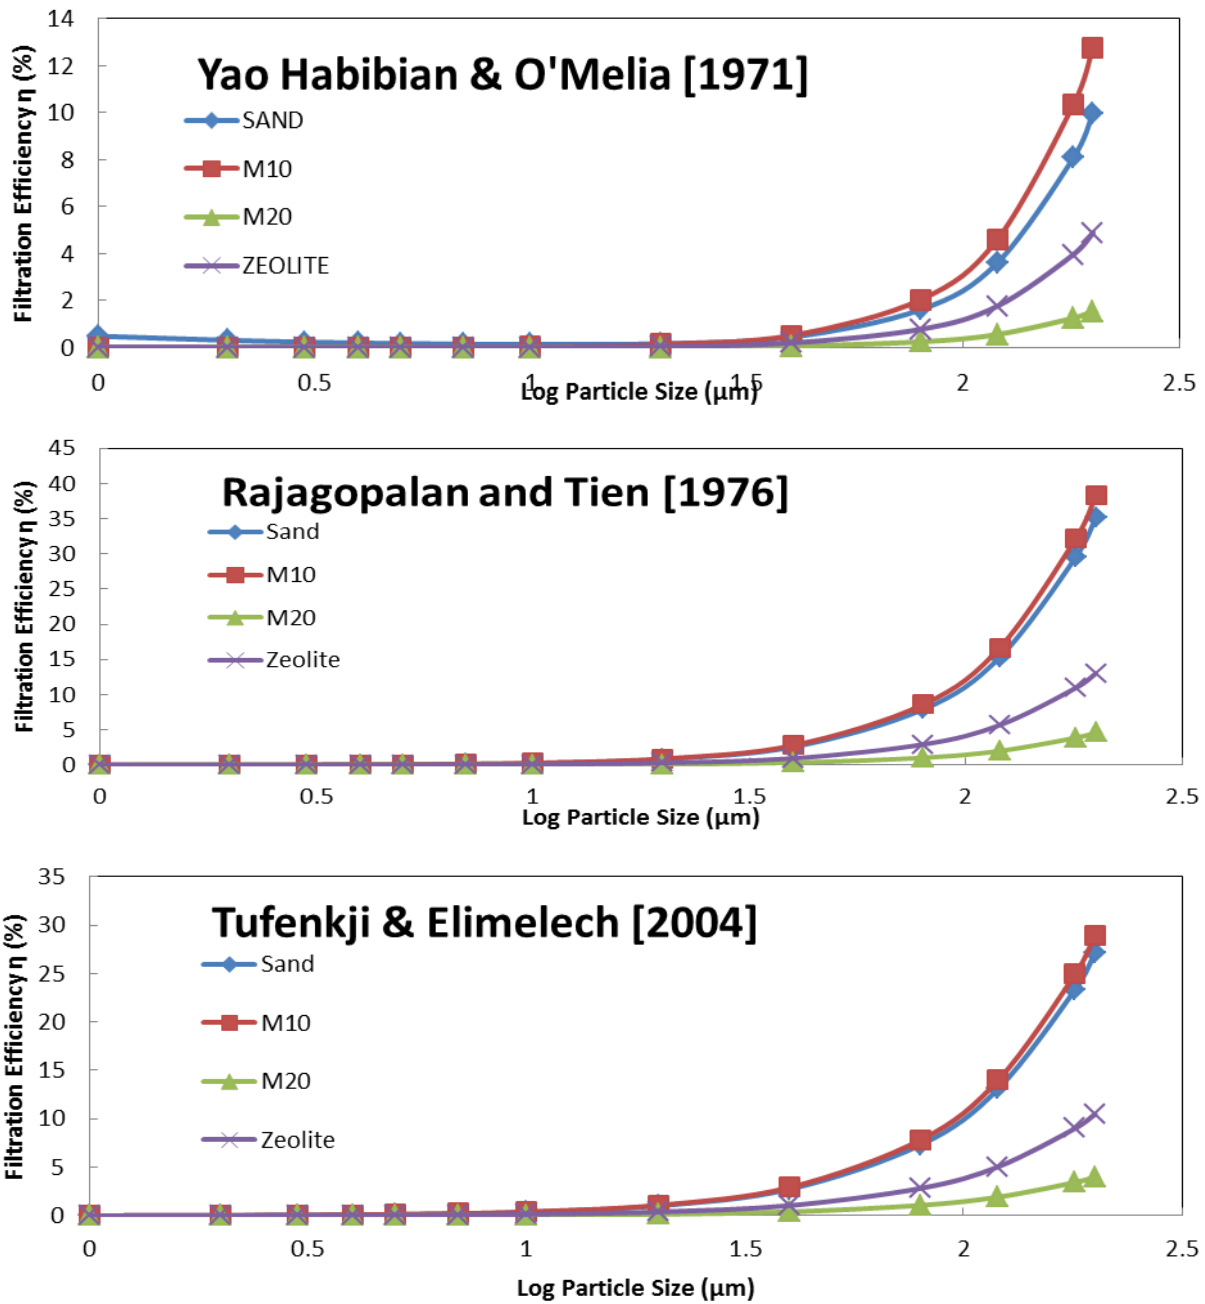 Filtration Efficiency η (%)
14
12
10
8
6
4
2
0
Yao Habibian & O'Melia [1971]
SAND
M10
M20
ZEOLITE
0 0.5 1 1.5 2 2.5
Log Particle Size (μm)
Filtration Efficiency η (%)
45
40
35
30
25
20
15
10
5
0
Rajagopalan and Tien [1976]
Sand
M10
M20
Zeolite
0 0.5 1 1.5 2 2.5
Log Particle Size (μm)
Filtration Efficiency η (%)
35
30
25
20
15
10
5
0
Tufenkji & Elimelech [2004]
Sand
M10
M20
Zeolite
0 0.5 1 1.5 2 2.5
Log Particle Size (μm)